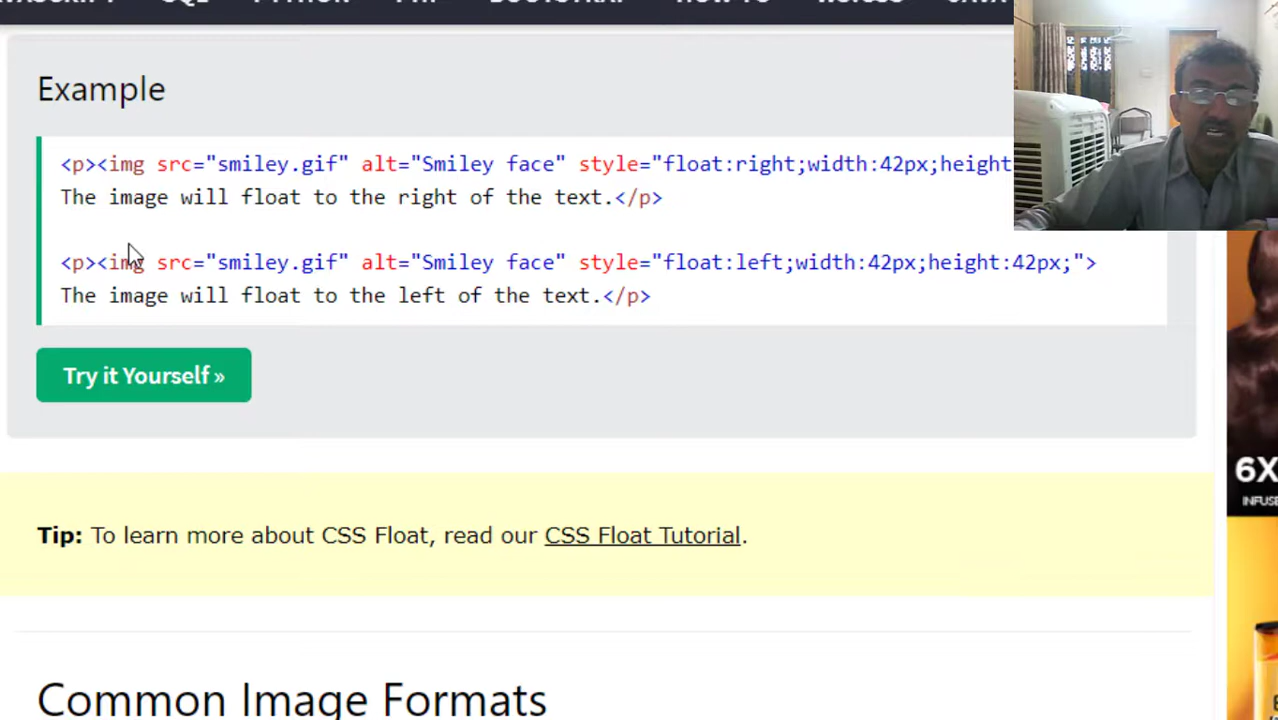 Example
<p><img src="smiley.gif" alt="Smiley face" style="float:right;width:42px;height
The image will float to the right of the text.</p>
<p><img src="smiley.gif" alt="Smiley face" style="float:left;width:42px;height:42px;">
The image will float to the left of the text.</p>
Try it Yourself »
Tip: To learn more about CSS Float, read our CSS Float Tutorial.
6X
Common Image Formats